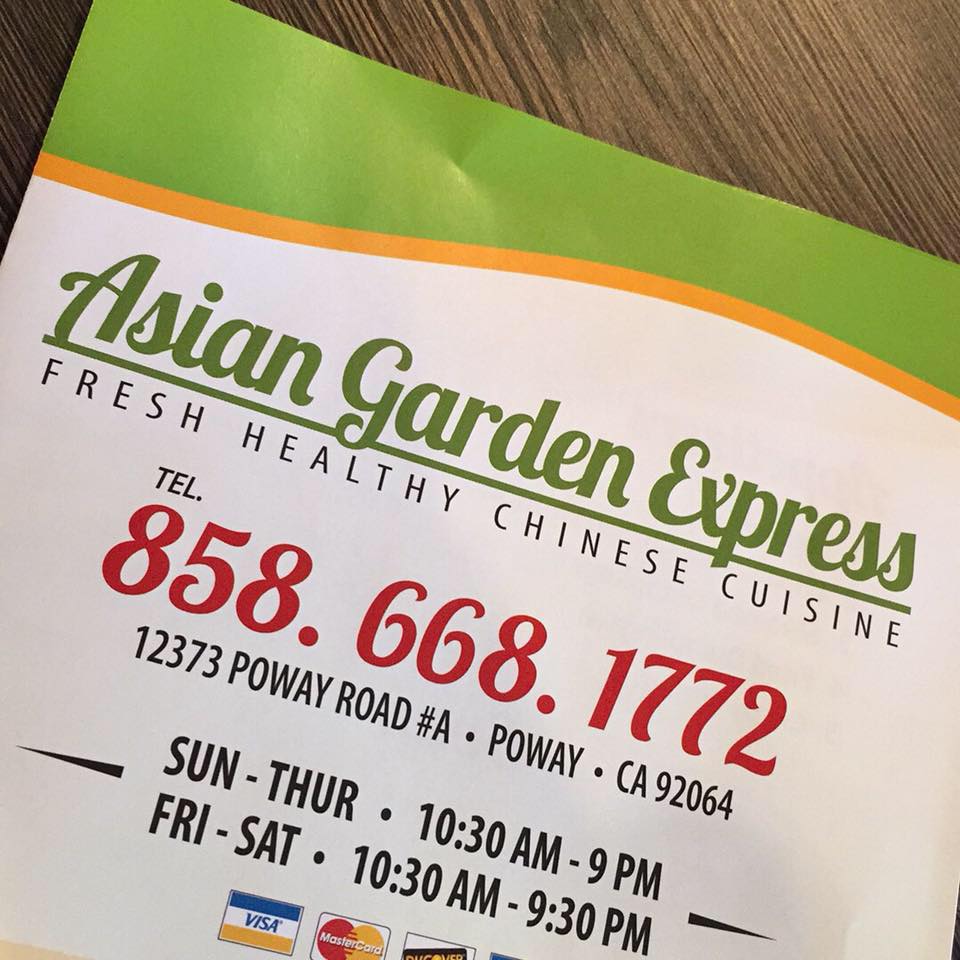 Asian Garden Express
FRESH HEALTHY CHINESE CUISINE
TEL.
858. 668. 1772
12373 POWAY ROAD #A • POWAY • CA 92064
SUN - THUR • 10:30 AM - 9 PM
FRI - SAT • 10:30 AM - 9:30 PM
VISA MasterCard DISCOVER